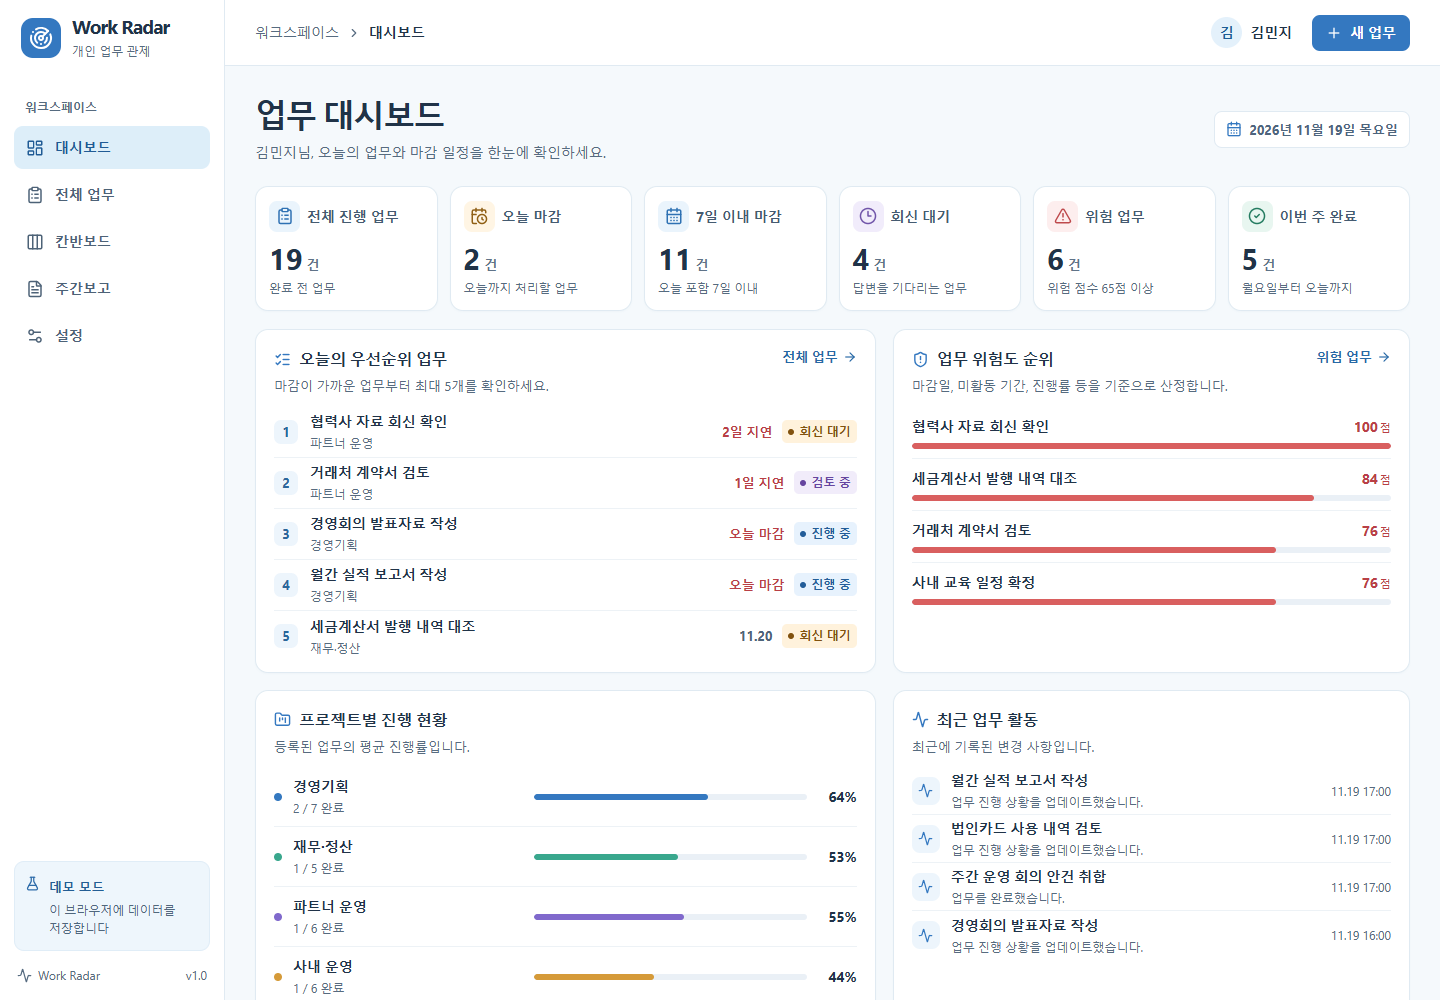 Work Radar
개인 업무 관제
워크스페이스
대시보드
전체 업무
칸반보드
주간보고
설정
데모 모드
이 브라우저에 데이터를
저장합니다
Work Radar v1.0
워크스페이스 > 대시보드
김 김민지
+ 새 업무
업무 대시보드
김민지님, 오늘의 업무와 마감 일정을 한눈에 확인하세요.
2026년 11월 19일 목요일
전체 진행 업무
19 건
완료 전 업무
오늘 마감
2 건
오늘까지 처리할 업무
7일 이내 마감
11 건
오늘 포함 7일 이내
회신 대기
4 건
답변을 기다리는 업무
위험 업무
6 건
위험 점수 65점 이상
이번 주 완료
5 건
월요일부터 오늘까지
오늘의 우선순위 업무
전체 업무 →
마감이 가까운 업무부터 최대 5개를 확인하세요.
1 협력사 자료 회신 확인
파트너 운영
2일 지연 회신 대기
2 거래처 계약서 검토
파트너 운영
1일 지연 검토 중
3 경영회의 발표자료 작성
경영기획
오늘 마감 진행 중
4 월간 실적 보고서 작성
경영기획
오늘 마감 진행 중
5 세금계산서 발행 내역 대조
재무·정산
11.20 회신 대기
업무 위험도 순위
위험 업무 →
마감일, 미활동 기간, 진행률 등을 기준으로 산정합니다.
협력사 자료 회신 확인 100 점
세금계산서 발행 내역 대조 84 점
거래처 계약서 검토 76 점
사내 교육 일정 확정 76 점
프로젝트별 진행 현황
등록된 업무의 평균 진행률입니다.
경영기획
2 / 7 완료
64%
재무·정산
1 / 5 완료
53%
파트너 운영
1 / 6 완료
55%
사내 운영
1 / 6 완료
44%
최근 업무 활동
최근에 기록된 변경 사항입니다.
월간 실적 보고서 작성
업무 진행 상황을 업데이트했습니다.
11.19 17:00
법인카드 사용 내역 검토
업무 진행 상황을 업데이트했습니다.
11.19 17:00
주간 운영 회의 안건 취합
업무를 완료했습니다.
11.19 17:00
경영회의 발표자료 작성
업무 진행 상황을 업데이트했습니다.
11.19 16:00